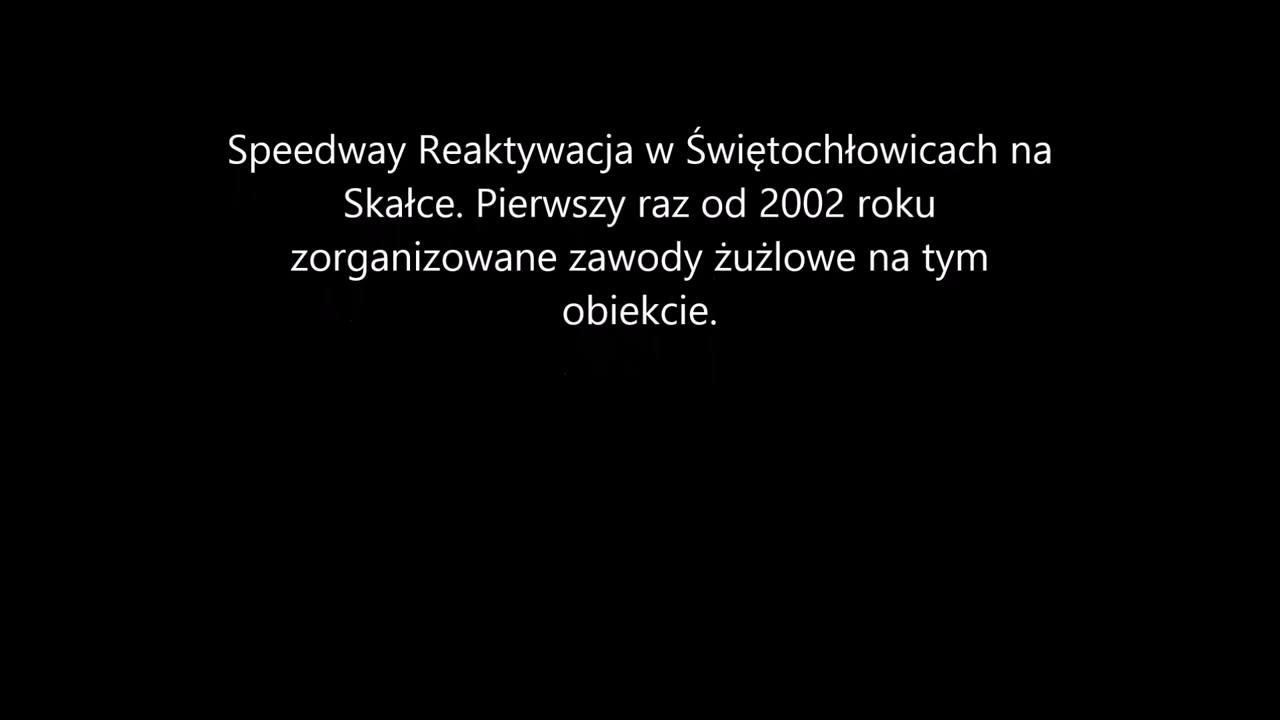 Speedway Reaktywacja w Świętochłowicach na
Skałce. Pierwszy raz od 2002 roku
zorganizowane zawody żużlowe na tym
obiekcie.